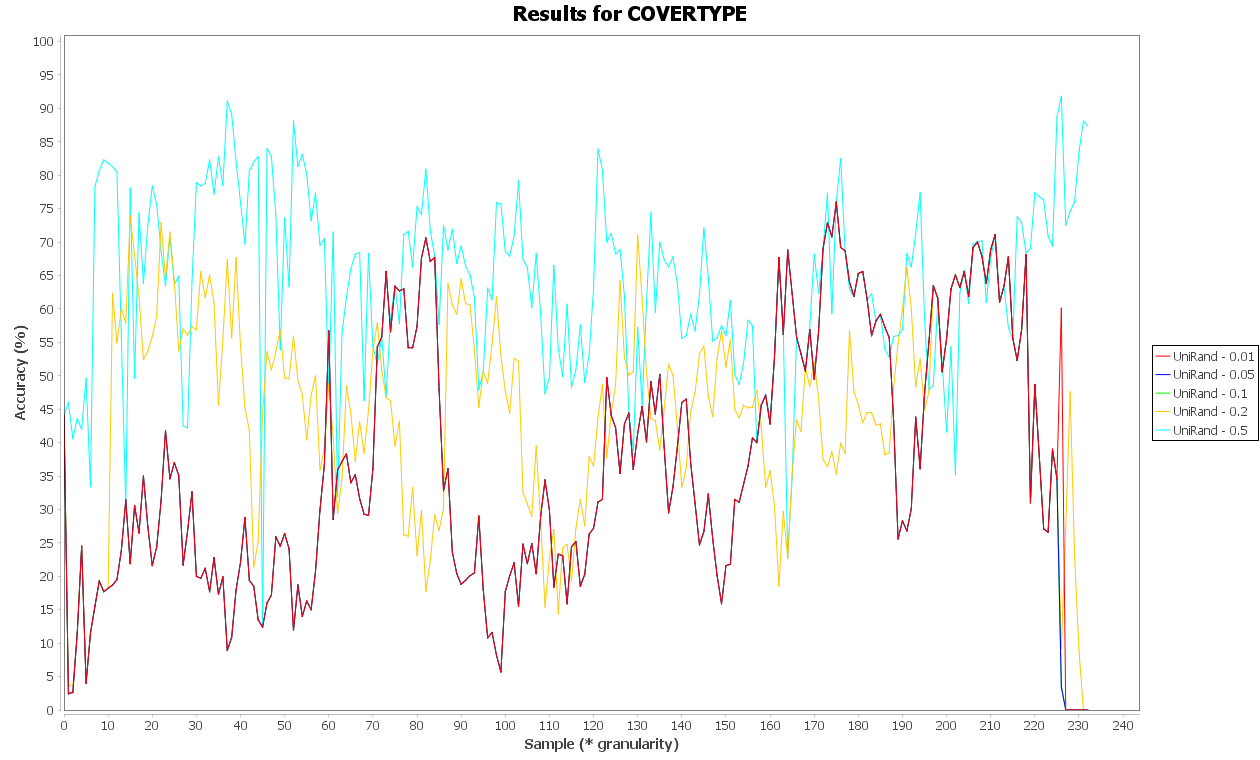 Results for COVERTYPE
Accuracy (%)
100
95
90
85
80
75
70
65
60
55
50
45
40
35
30
25
20
15
10
5
0
0 10 20 30 40 50 60 70 80 90 100 110 120 130 140 150 160 170 180 190 200 210 220 230 240
Sample (* granularity)
UniRand - 0.01
UniRand - 0.05
UniRand - 0.1
UniRand - 0.2
UniRand - 0.5